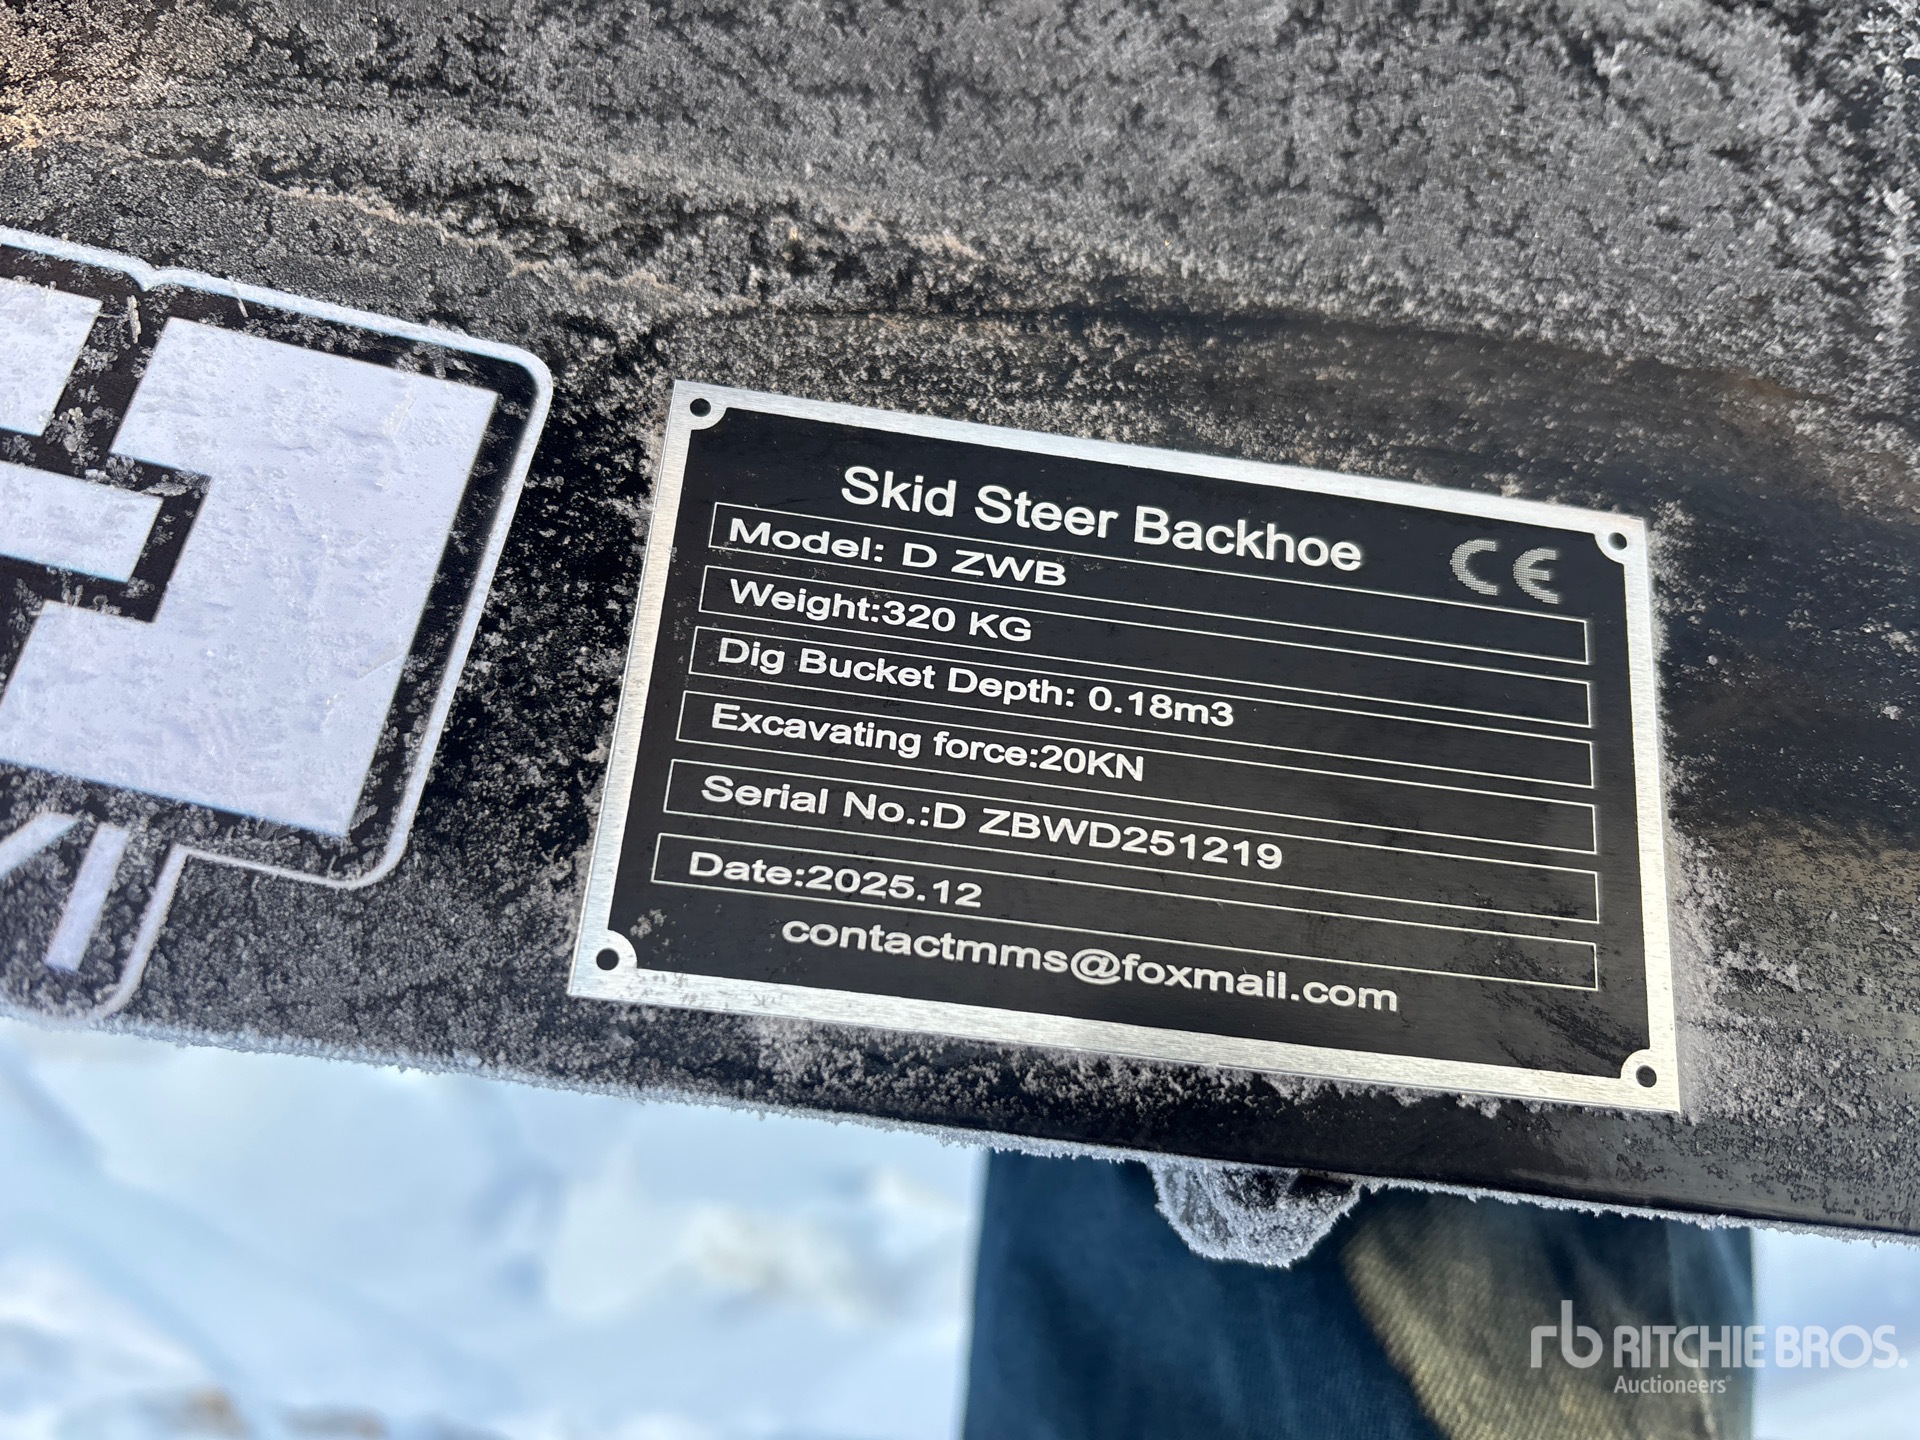 Skid Steer Backhoe
CE
Model: D ZWB
Weight:320 KG
Dig Bucket Depth: 0.18m3
Excavating force:20KN
Serial No.:D ZBWD251219
Date:2025.12
contactmms@foxmail.com
rb RITCHIE BROS.
Auctioneers